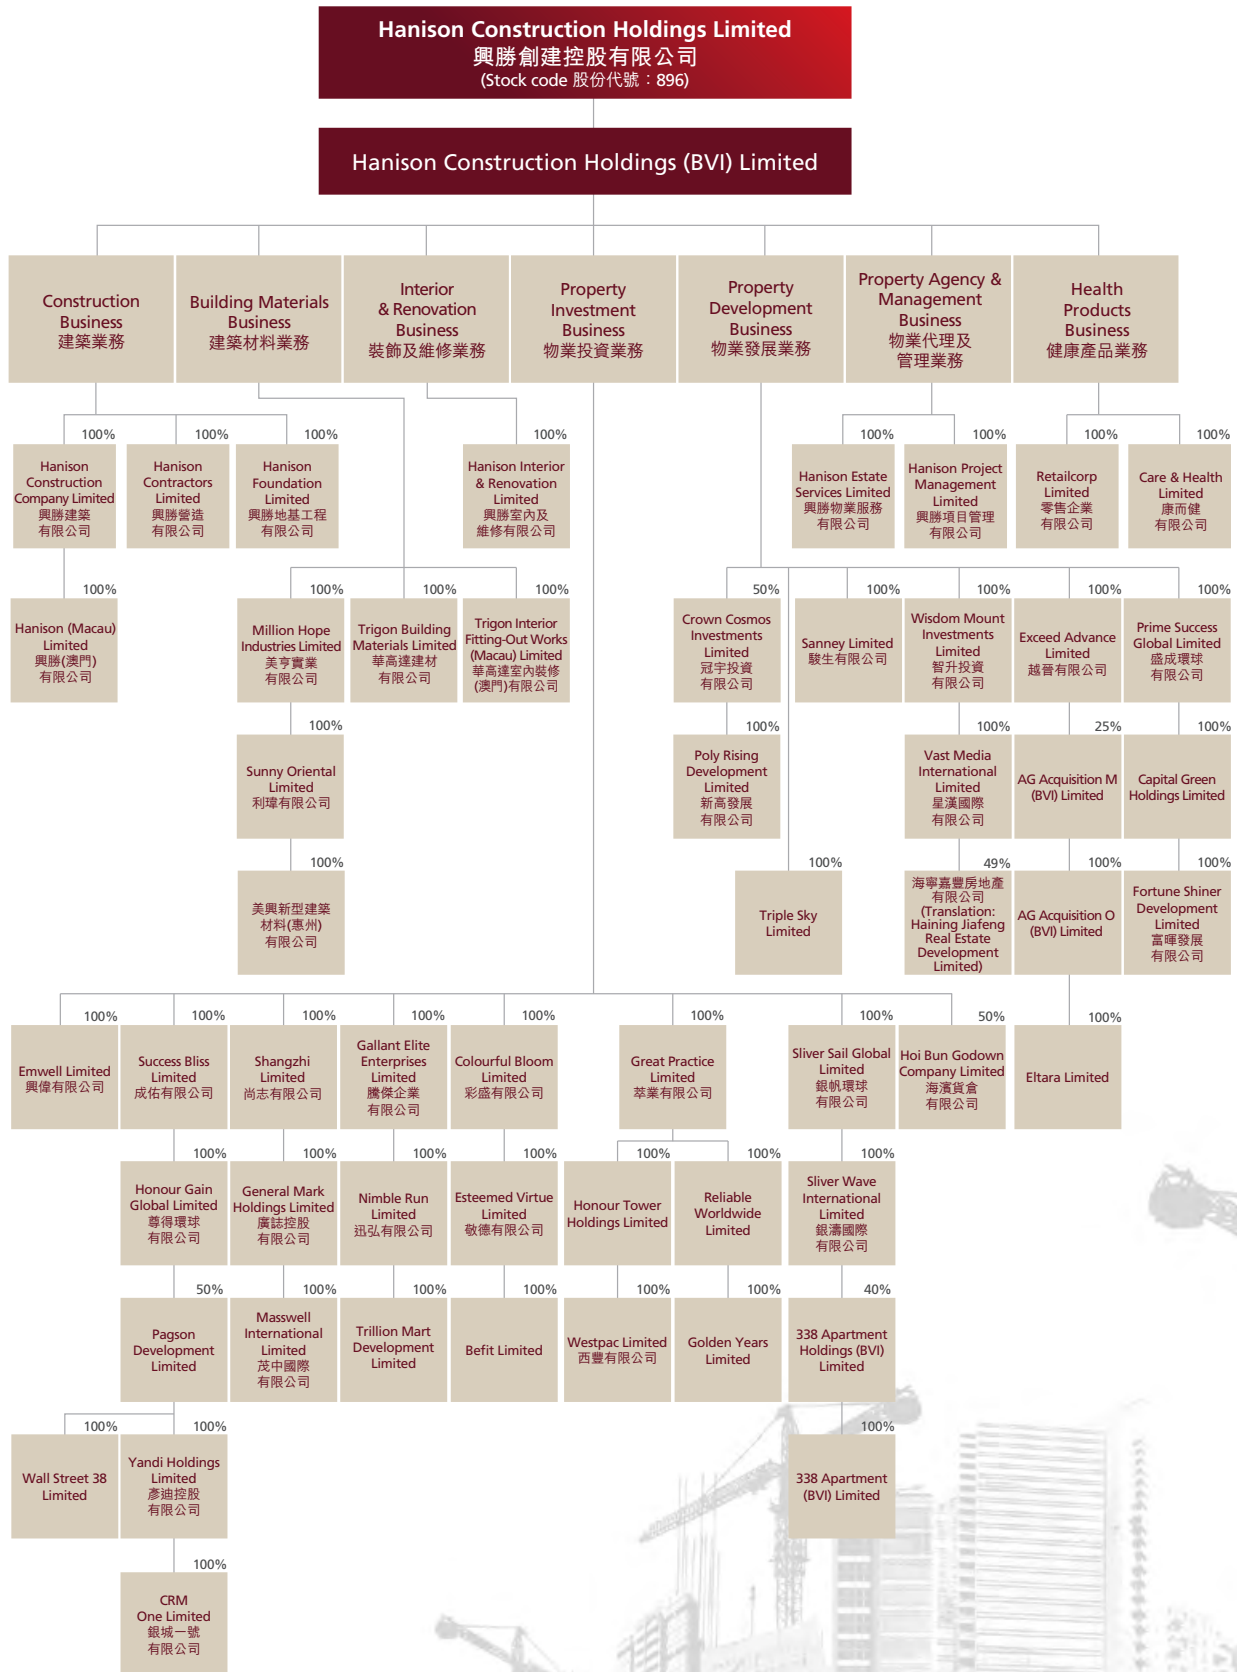 Hanison Construction Holdings Limited
興勝創建控股有限公司
(Stock code 股份代號：896)
Hanison Construction Holdings (BVI) Limited
Construction
Business
建築業務
Building Materials
Business
建築材料業務
Interior
& Renovation
Business
裝飾及維修業務
Property
Investment
Business
物業投資業務
Property
Development
Business
物業發展業務
Property Agency &
Management
Business
物業代理及
管理業務
Health
Products
Business
健康產品業務
100%
Hanison
Construction
Company Limited
興勝建築
有限公司
100%
Hanison
Contractors
Limited
興勝營造
有限公司
100%
Hanison
Foundation
Limited
興勝地基工程
有限公司
100%
Hanison Interior
& Renovation
Limited
興勝室內及
維修有限公司
100%
Hanison Estate
Services Limited
興勝物業服務
有限公司
100%
Hanison Project
Management
Limited
興勝項目管理
有限公司
100%
Retailcorp
Limited
零售企業
有限公司
100%
Care & Health
Limited
康而健
有限公司
100%
Hanison (Macau)
Limited
興勝(澳門)
有限公司
100%
Million Hope
Industries Limited
美亨實業
有限公司
100%
Trigon Building
Materials Limited
華高達建材
有限公司
100%
Trigon Interior
Fitting-Out Works
(Macau) Limited
華高達室內裝修
(澳門)有限公司
50%
Crown Cosmos
Investments
Limited
冠宇投資
有限公司
100%
Sanney Limited
駿生有限公司
100%
Wisdom Mount
Investments
Limited
智升投資
有限公司
100%
Exceed Advance
Limited
越晉有限公司
100%
Prime Success
Global Limited
盛成環球
有限公司
100%
Sunny Oriental
Limited
利瑋有限公司
100%
Poly Rising
Development
Limited
新高發展
有限公司
100%
Vast Media
International
Limited
星漢國際
有限公司
25%
AG Acquisition M
(BVI) Limited
100%
Capital Green
Holdings Limited
100%
美興新型建築
材料(惠州)
有限公司
100%
Triple Sky
Limited
49%
海寧嘉豐房地產
有限公司
(Translation:
Haining Jiafeng
Real Estate
Development
Limited)
100%
AG Acquisition O
(BVI) Limited
100%
Fortune Shiner
Development
Limited
富暉發展
有限公司
100%
Emwell Limited
興偉有限公司
100%
Success Bliss
Limited
成佑有限公司
100%
Shangzhi
Limited
尚志有限公司
100%
Gallant Elite
Enterprises
Limited
騰傑企業
有限公司
100%
Colourful Bloom
Limited
彩盛有限公司
100%
Great Practice
Limited
萃業有限公司
100%
Sliver Sail Global
Limited
銀帆環球
有限公司
50%
Hoi Bun Godown
Company Limited
海濱貨倉
有限公司
100%
Eltara Limited
100%
Honour Gain
Global Limited
尊得環球
有限公司
100%
General Mark
Holdings Limited
廣誌控股
有限公司
100%
Nimble Run
Limited
迅弘有限公司
100%
Esteemed Virtue
Limited
敬德有限公司
100%
Honour Tower
Holdings Limited
100%
Reliable
Worldwide
Limited
100%
Sliver Wave
International
Limited
銀濤國際
有限公司
50%
Pagson
Development
Limited
100%
Masswell
International
Limited
茂中國際
有限公司
100%
Trillion Mart
Development
Limited
100%
Befit Limited
100%
Westpac Limited
西豐有限公司
100%
Golden Years
Limited
40%
338 Apartment
Holdings (BVI)
Limited
100%
Wall Street 38
Limited
100%
Yandi Holdings
Limited
彥迪控股
有限公司
100%
338 Apartment
(BVI) Limited
100%
CRM
One Limited
銀城一號
有限公司